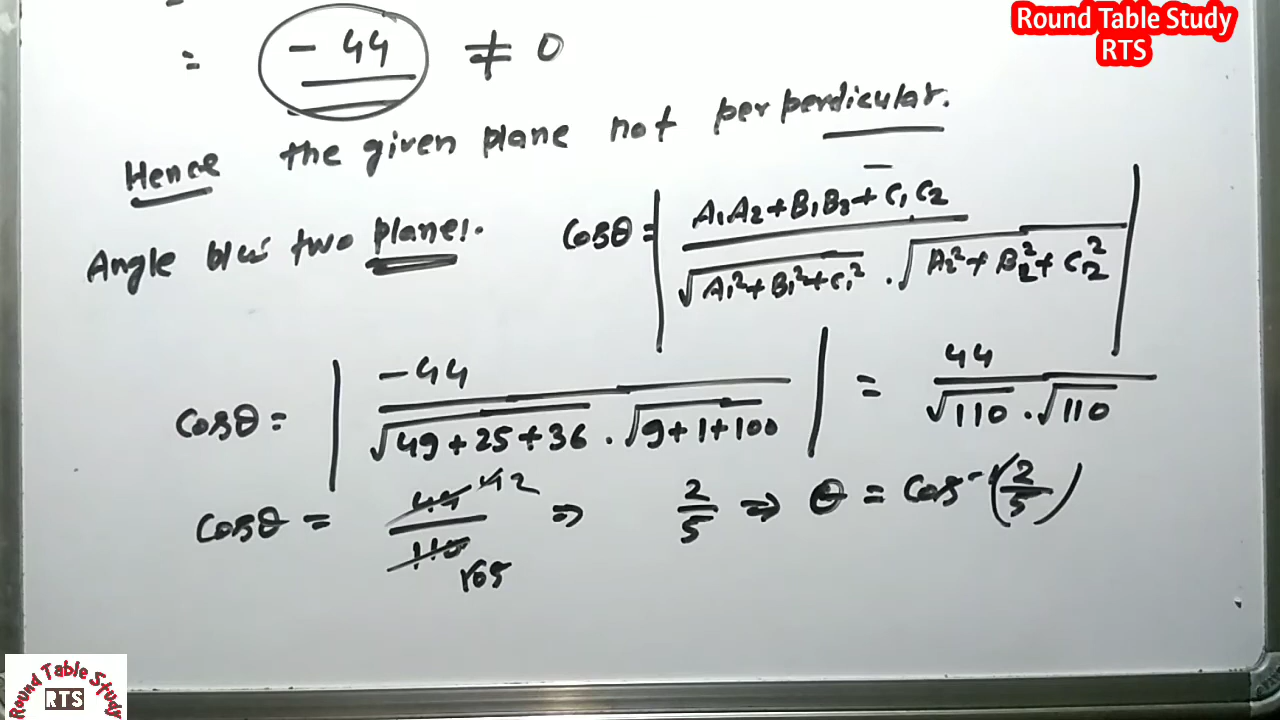 Round Table Study
RTS
= - 44 ≠ 0
Hence the given plane not perperdicular.
Angle b/w two plane!.
Cosθ = | A₁A₂ + B₁B₂ + C₁C₂ / √A₁² + B₁² + C₁² . √A₂² + B₂² + C₂² |
Cosθ = | -44 / √49 + 25 + 36 . √9 + 1 + 100 | = 44 / √110 . √110
Cosθ = 44 / 110 ⇒ 2/5 ⇒ θ = Cos⁻¹(2/5)
Round Table Study
RTS